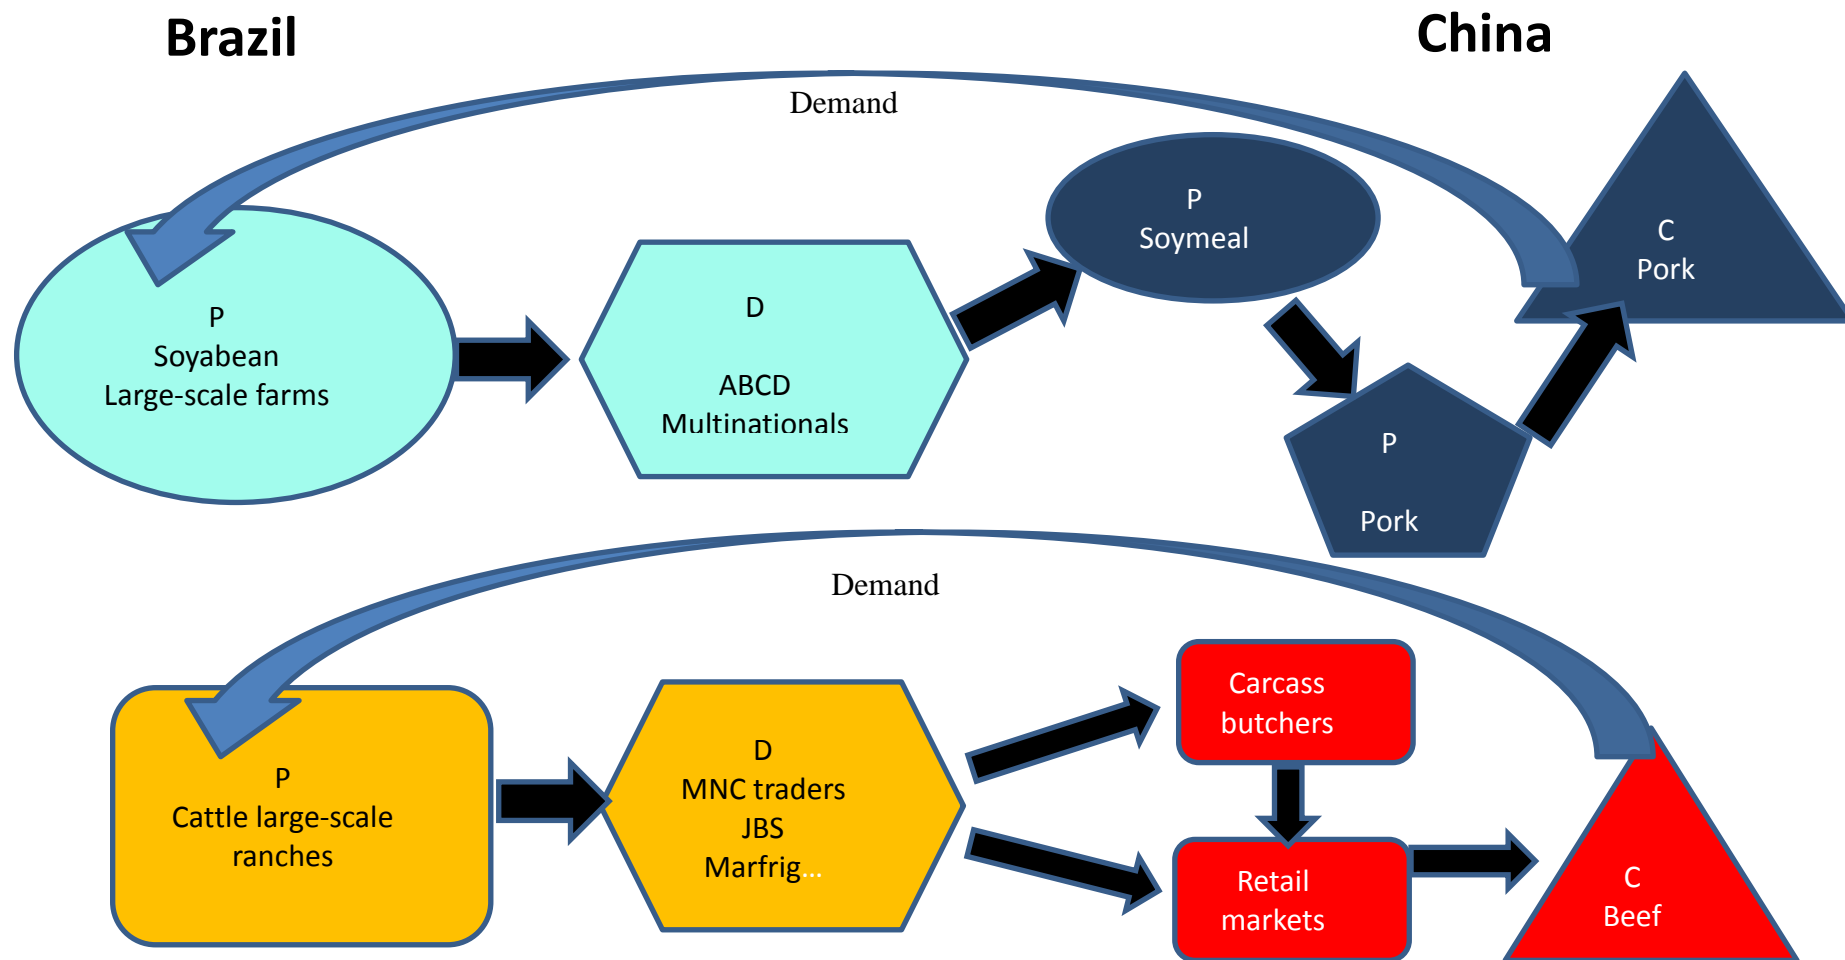 Brazil
China
Demand
P
Soyabean
Large-scale farms
D
ABCD
Multinationals
P
Soymeal
P
Pork
C
Pork
Demand
P
Cattle large-scale
ranches
D
MNC traders
JBS
Marfrig...
Carcass
butchers
Retail
markets
C
Beef